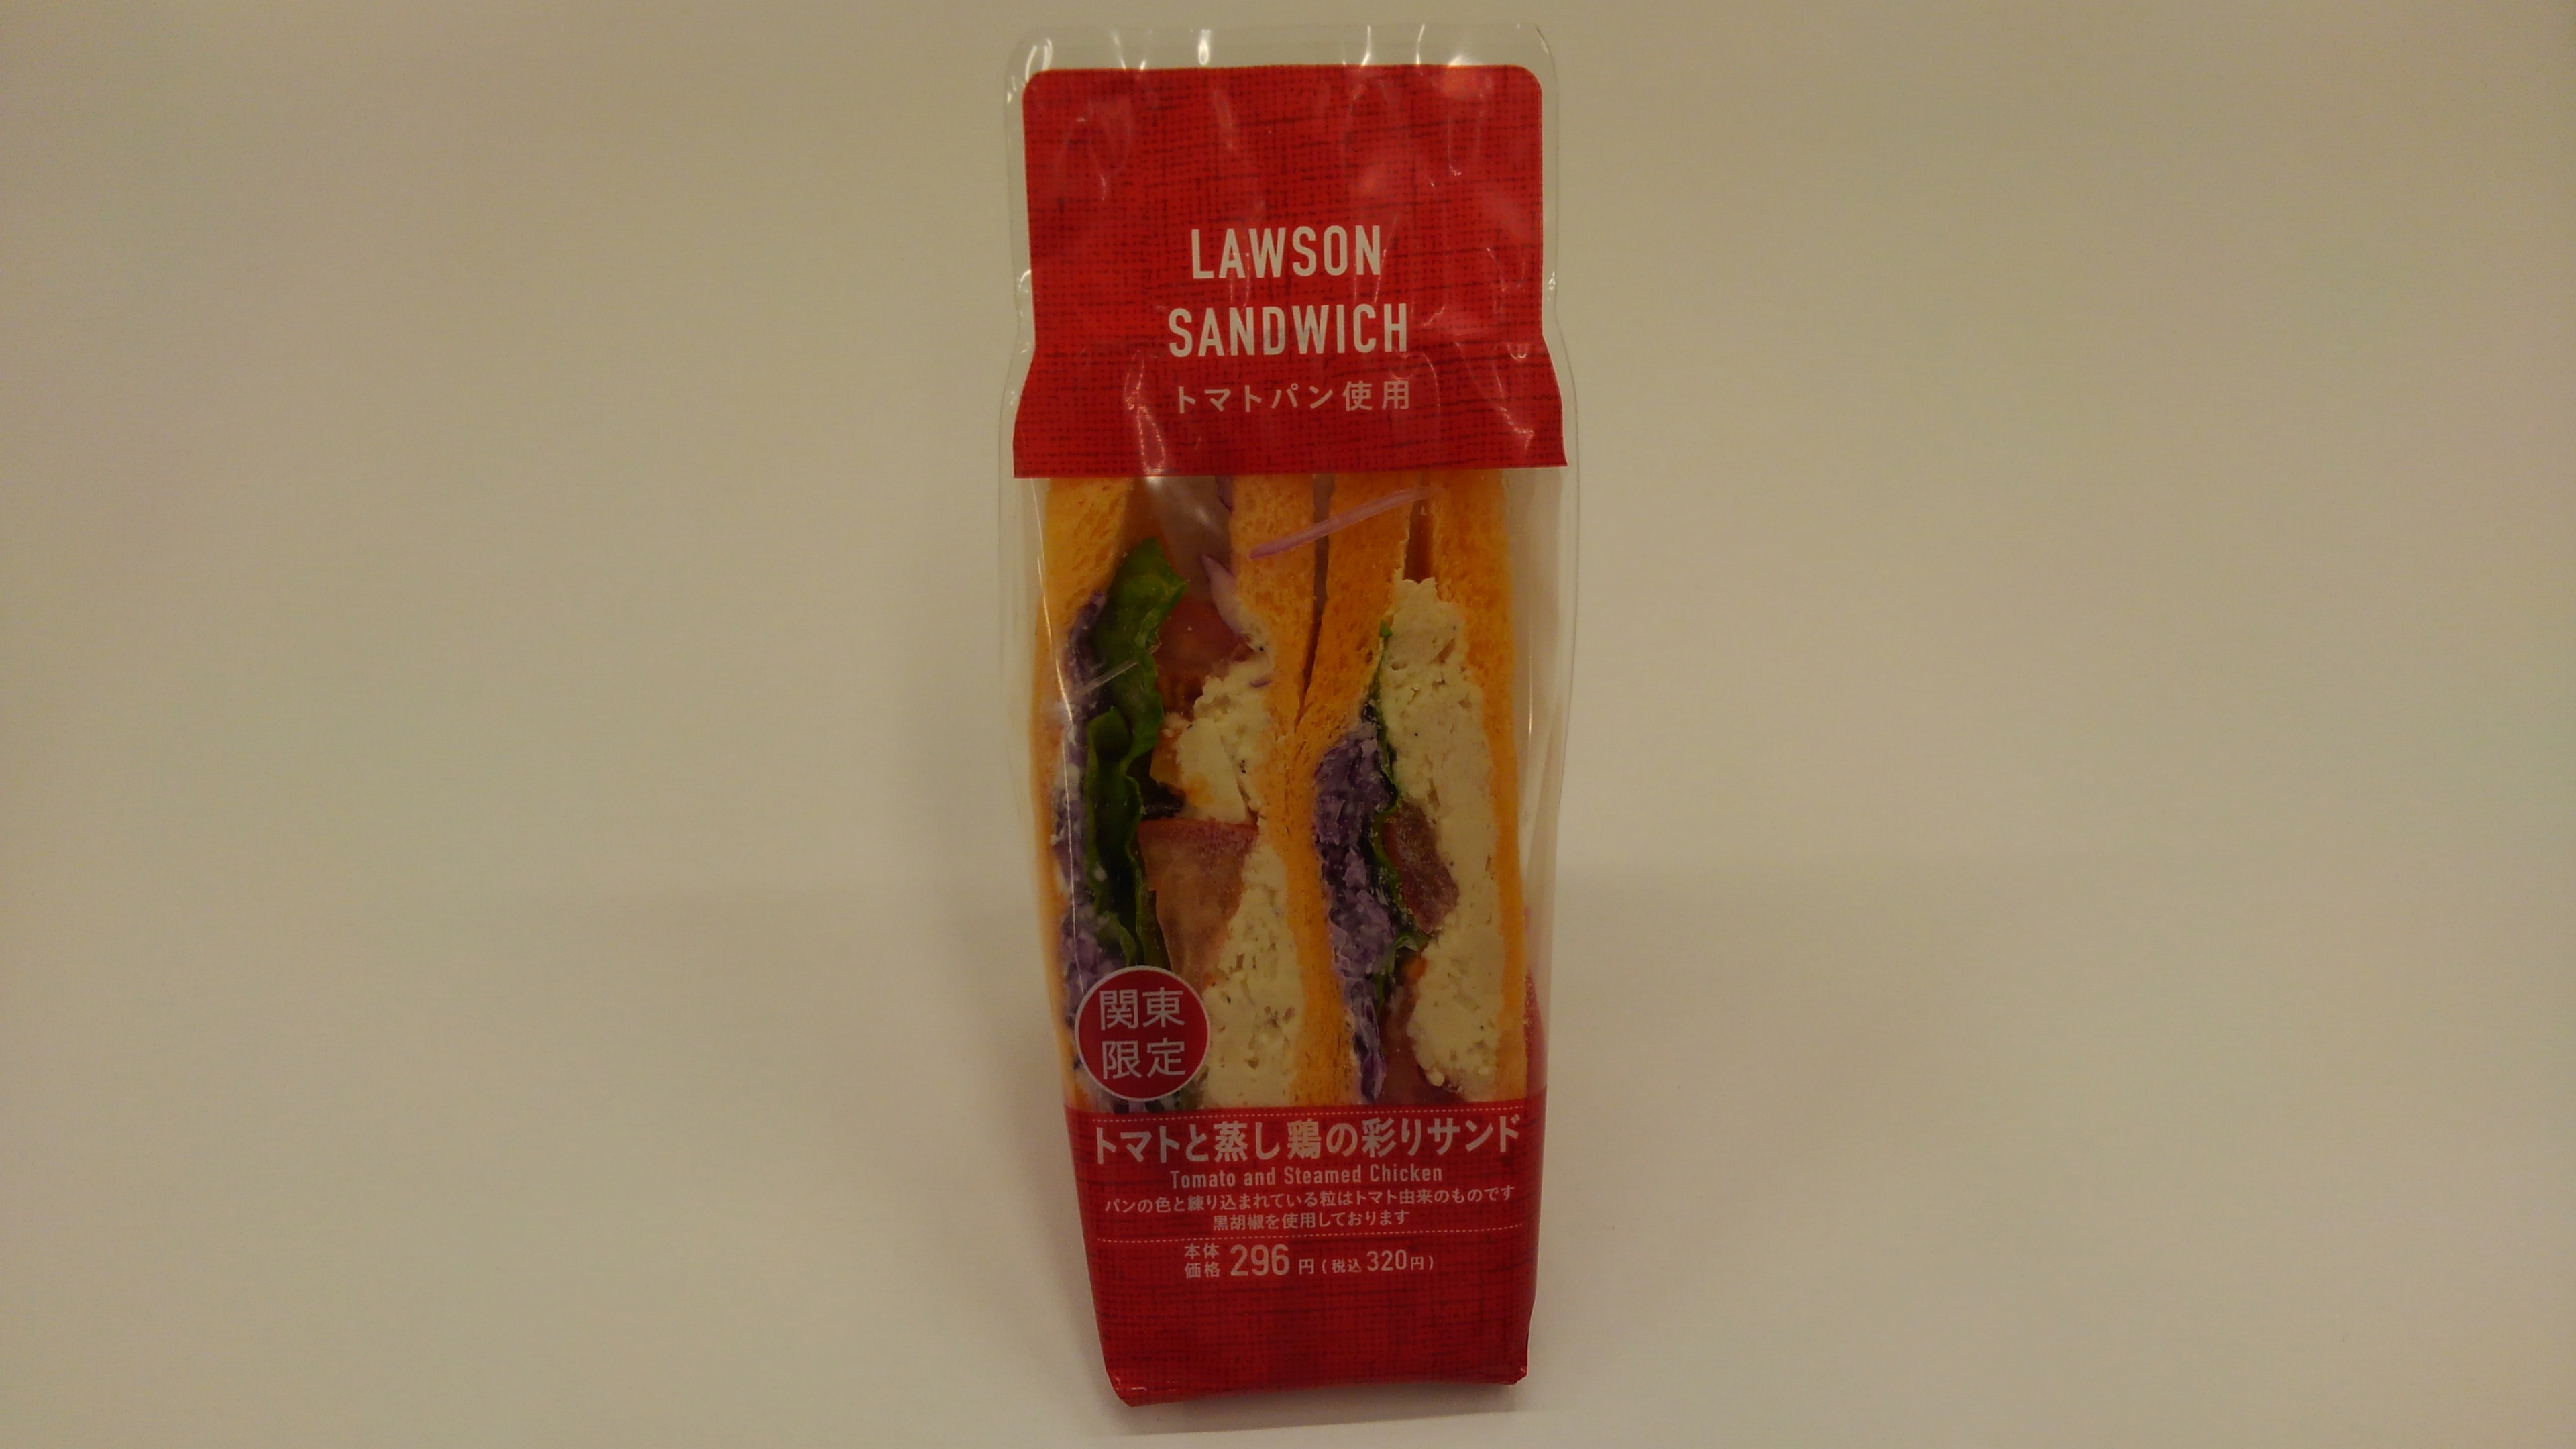 LAWSON
SANDWICH
トマトパン使用
関東
限定
トマトと蒸し鶏の彩りサンド
Tomato and Steamed Chicken
パンの色と練り込まれている粒はトマト由来のものです
黒胡椒を使用しております
本体
価格 296 円 (税込 320円)